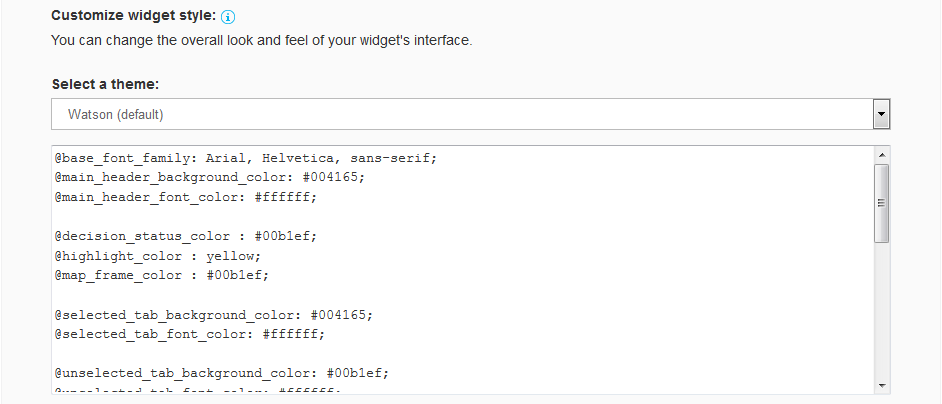 Customize widget style:
You can change the overall look and feel of your widget's interface.
Select a theme:
Watson (default)
@base_font_family: Arial, Helvetica, sans-serif;
@main_header_background_color: #004165;
@main_header_font_color: #ffffff;
@decision_status_color : #00b1ef;
@highlight_color : yellow;
@map_frame_color : #00b1ef;
@selected_tab_background_color: #004165;
@selected_tab_font_color: #ffffff;
@unselected_tab_background_color: #00b1ef;
@unselected_tab_font_color: #ffffff;